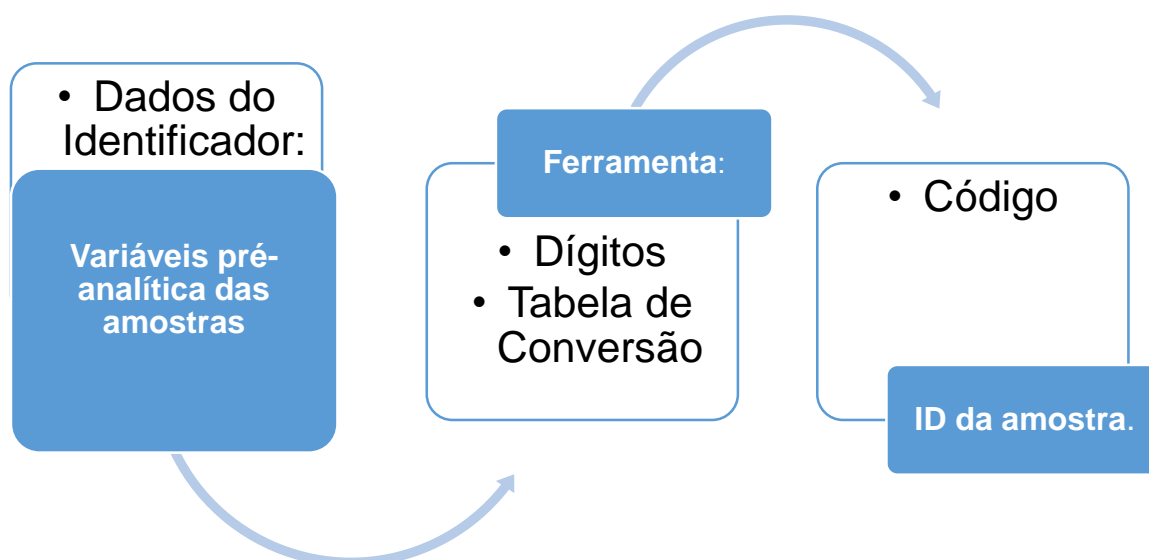 • Dados do
Identificador:
Variáveis pré-
analítica das
amostras
Ferramenta:
• Dígitos
• Tabela de
Conversão
• Código
ID da amostra.